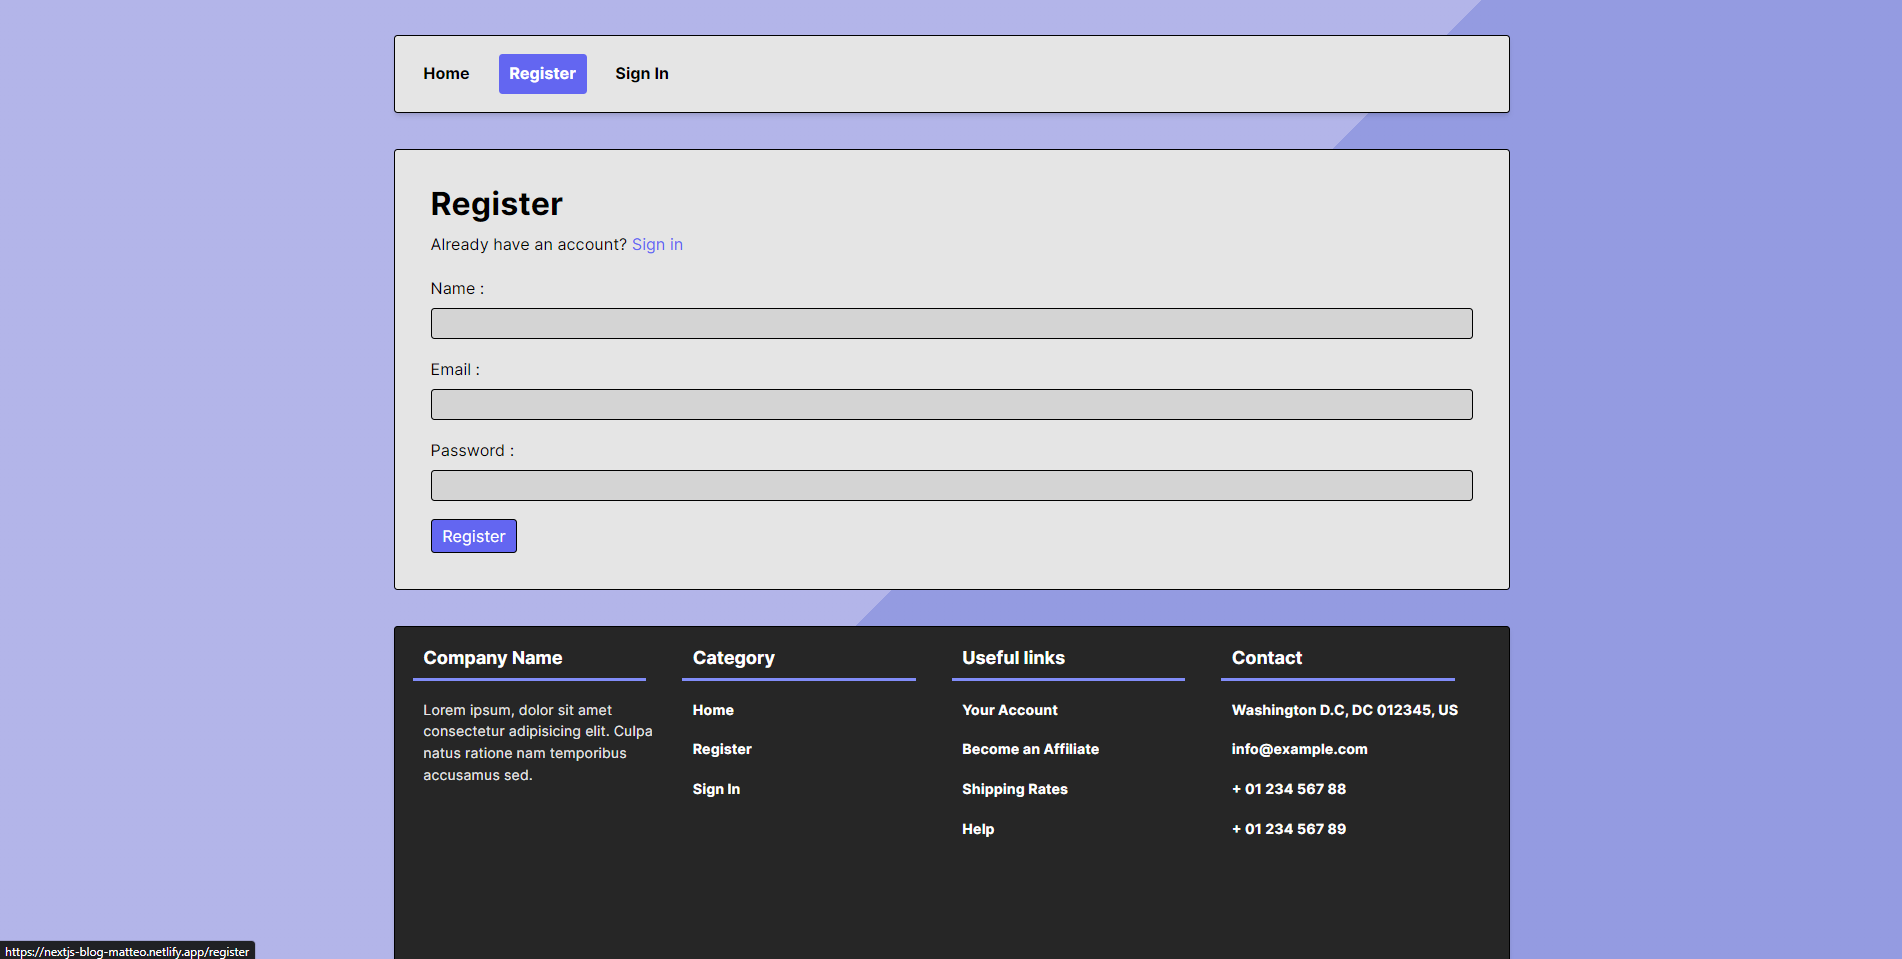 Home Register Sign In
Register
Already have an account? Sign in
Name :
Email :
Password :
Register
Company Name
Lorem ipsum, dolor sit amet
consectetur adipisicing elit. Culpa
natus ratione nam temporibus
accusamus sed.
Category
Home
Register
Sign In
Useful links
Your Account
Become an Affiliate
Shipping Rates
Help
Contact
Washington D.C, DC 012345, US
info@example.com
+ 01 234 567 88
+ 01 234 567 89
https://nextjs-blog-matteo.netlify.app/register